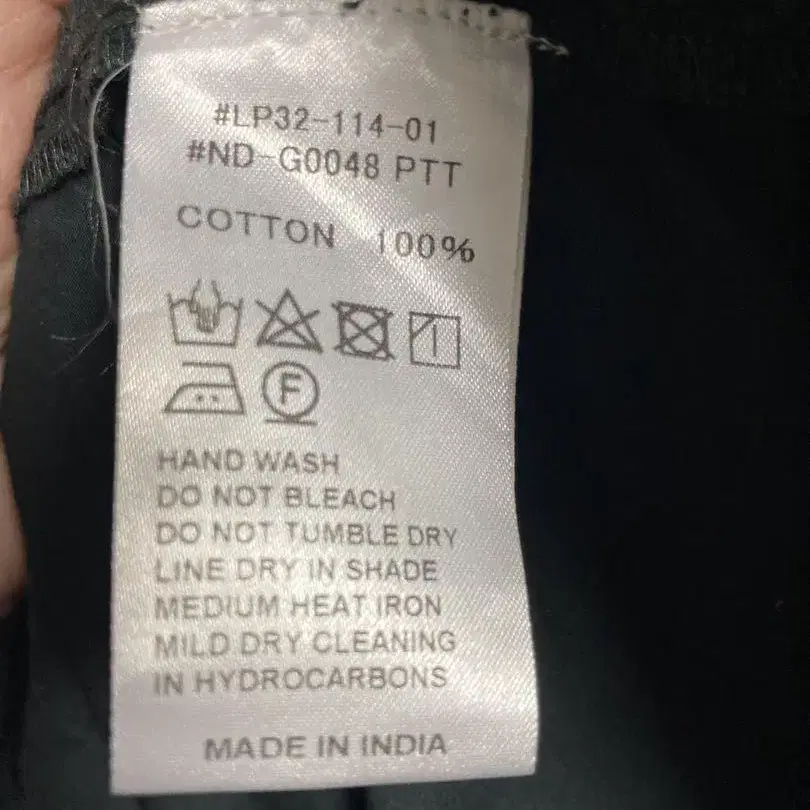 #LP32-114-01
#ND-G0048 PTT
COTTON 100%
F
HAND WASH
DO NOT BLEACH
DO NOT TUMBLE DRY
LINE DRY IN SHADE
MEDIUM HEAT IRON
MILD DRY CLEANING
IN HYDROCARBONS
MADE IN INDIA